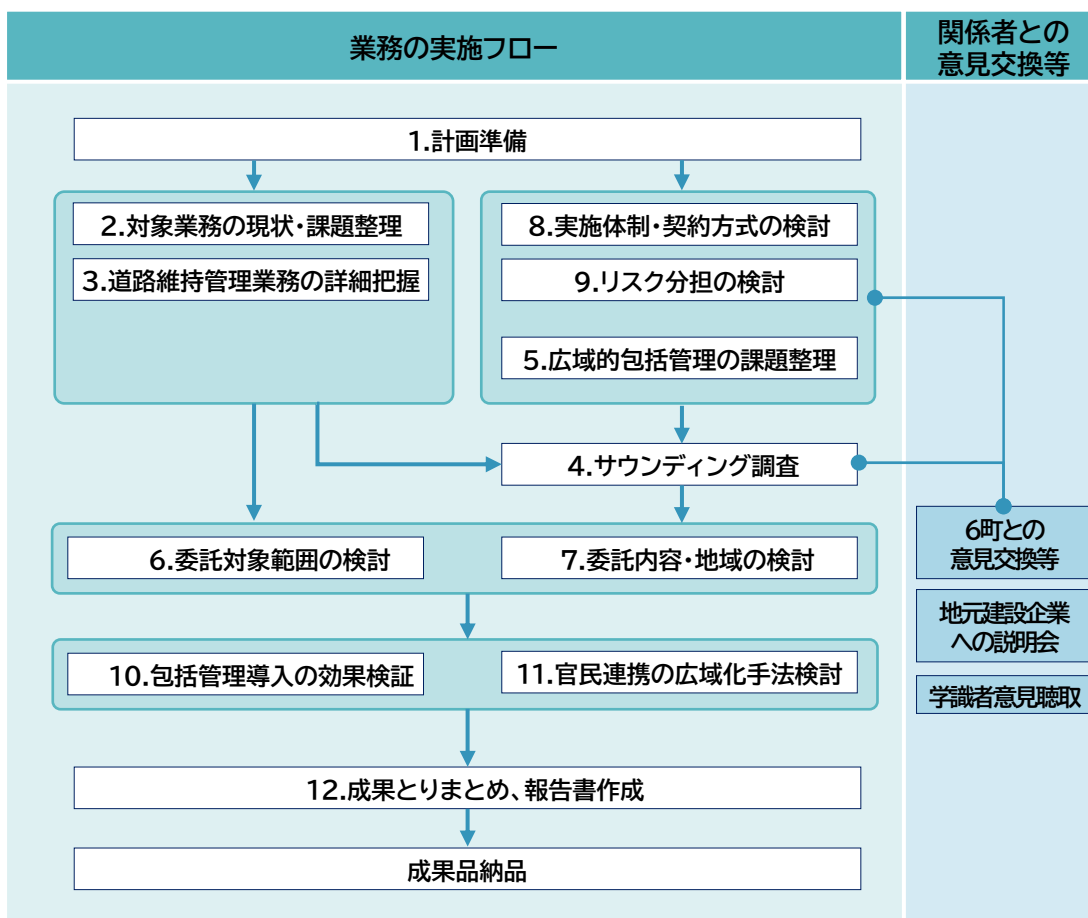 業務の実施フロー
関係者との
意見交換等
1.計画準備
2.対象業務の現状・課題整理
3.道路維持管理業務の詳細把握
8.実施体制・契約方式の検討
9.リスク分担の検討
5.広域的包括管理の課題整理
4.サウンディング調査
6.委託対象範囲の検討
7.委託内容・地域の検討
10.包括管理導入の効果検証
11.官民連携の広域化手法検討
12.成果とりまとめ、報告書作成
成果品納品
6町との
意見交換等
地元建設企業
への説明会
学識者意見聴取